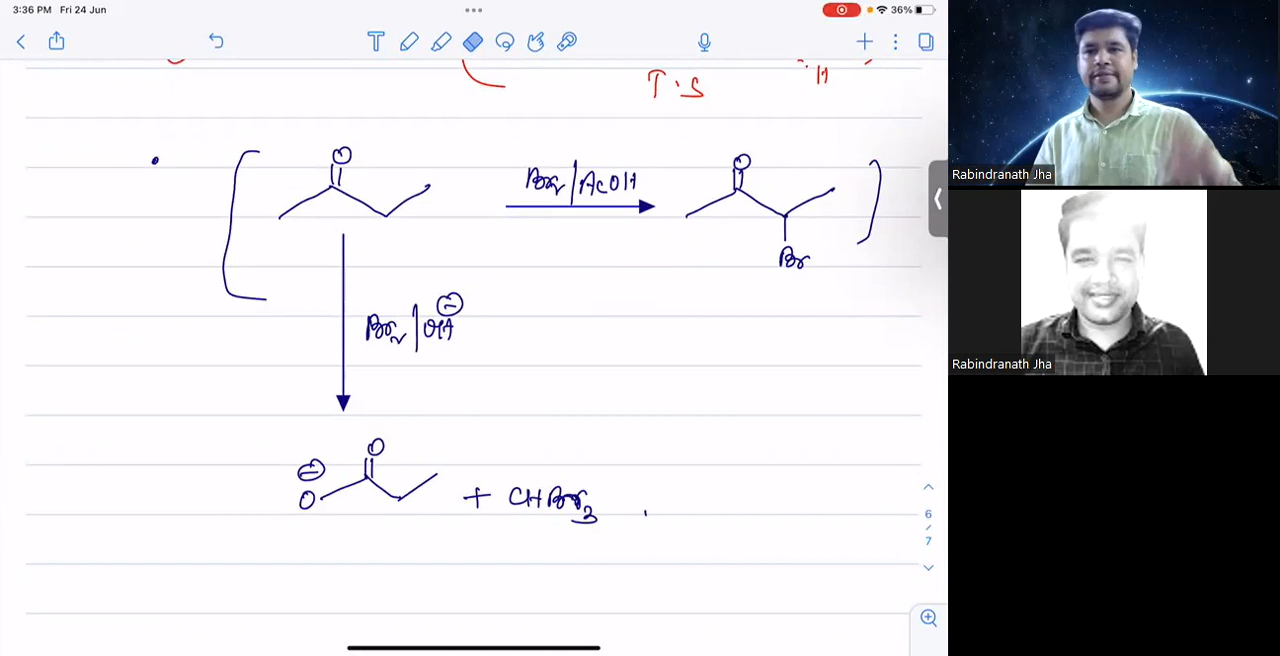 3:36 PM Fri 24 Jun
36%
T.S
H
O
Br2/AcOH
O
Br
Br2/OH⊖
⊖
O
O
+ CHBr3
6
/
7
Rabindranath Jha
Rabindranath Jha